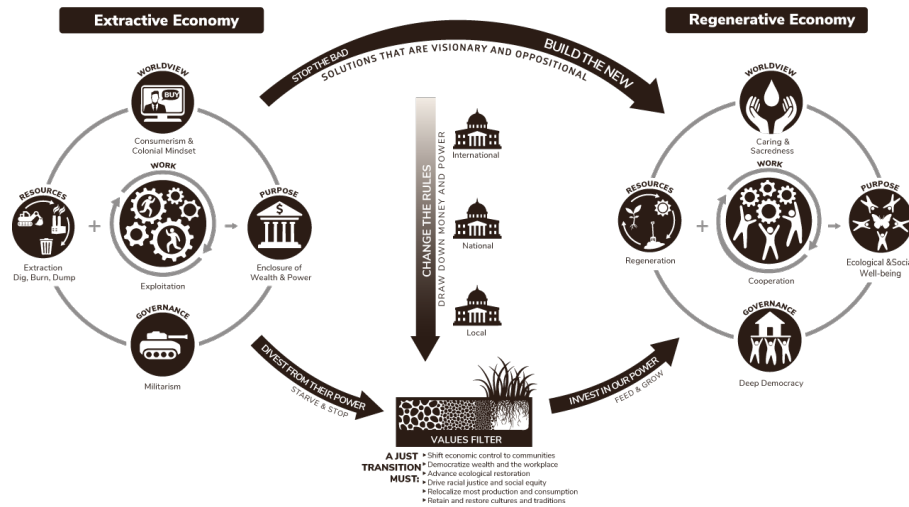 Extractive Economy
Regenerative Economy
STOP THE BAD
BUILD THE NEW
SOLUTIONS THAT ARE VISIONARY AND OPPOSITIONAL
WORLDVIEW
BUY
Consumerism &
Colonial Mindset
RESOURCES
Extraction
Dig, Burn, Dump
+
WORK
Exploitation
PURPOSE
$
Enclosure of
Wealth & Power
GOVERNANCE
Militarism
CHANGE THE RULES
DRAW DOWN MONEY AND POWER
International
National
Local
WORLDVIEW
Caring &
Sacredness
RESOURCES
Regeneration
+
WORK
Cooperation
PURPOSE
Ecological &Social
Well-being
GOVERNANCE
Deep Democracy
DIVEST FROM THEIR POWER
STARVE & STOP
INVEST IN OUR POWER
FEED & GROW
VALUES FILTER
A JUST
TRANSITION
MUST:
Shift economic control to communities
Democratize wealth and the workplace
Advance ecological restoration
Drive racial justice and social equity
Relocalize most production and consumption
Retain and restore cultures and traditions